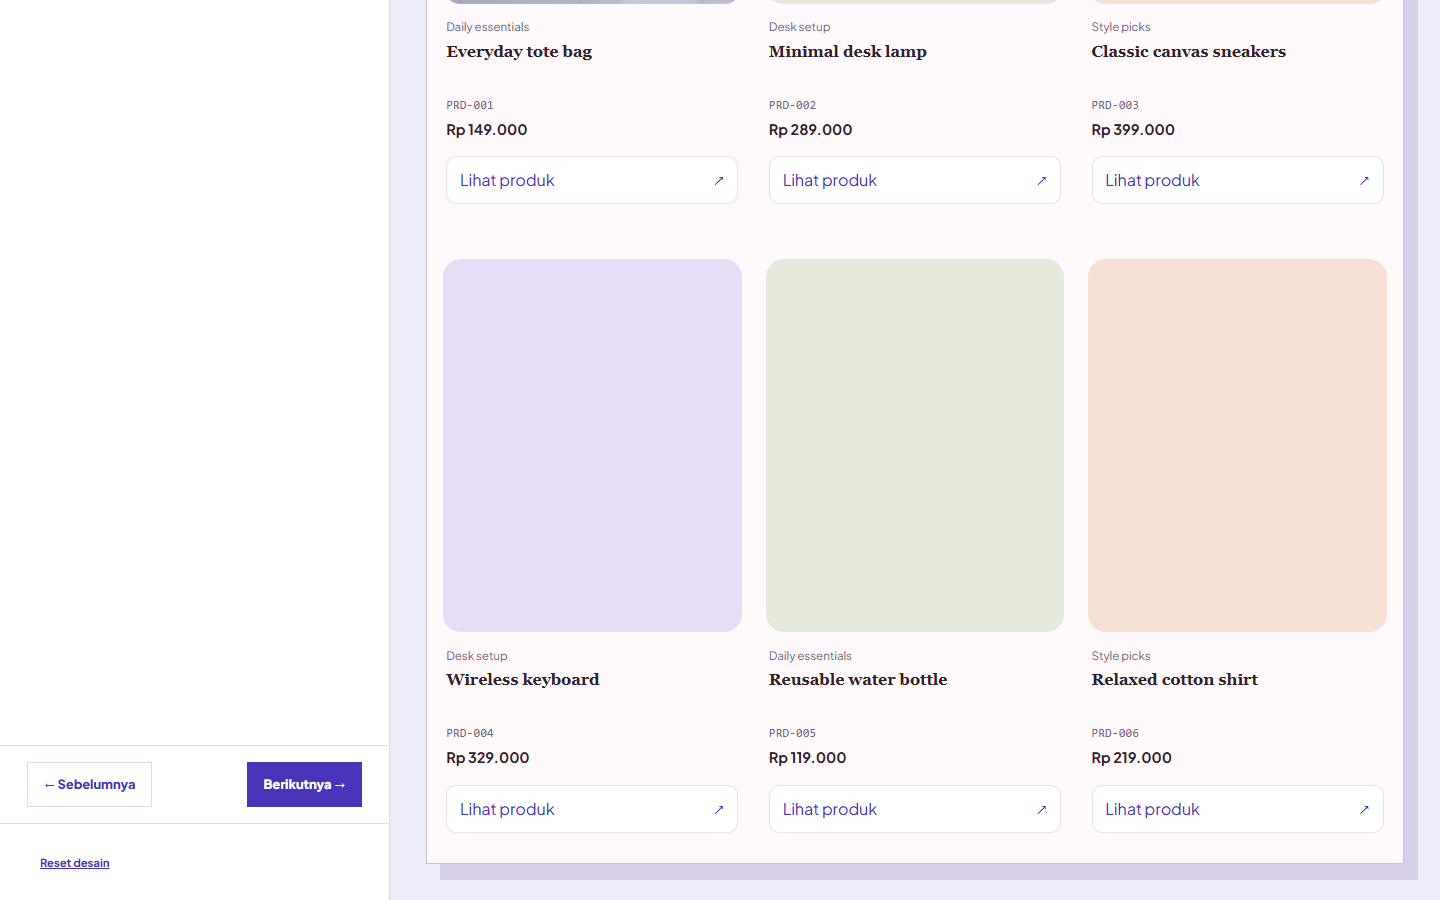 Daily essentials
Everyday tote bag
PRD-001
Rp 149.000
Lihat produk ↗
Desk setup
Minimal desk lamp
PRD-002
Rp 289.000
Lihat produk ↗
Style picks
Classic canvas sneakers
PRD-003
Rp 399.000
Lihat produk ↗
Desk setup
Wireless keyboard
PRD-004
Rp 329.000
Lihat produk ↗
Daily essentials
Reusable water bottle
PRD-005
Rp 119.000
Lihat produk ↗
Style picks
Relaxed cotton shirt
PRD-006
Rp 219.000
Lihat produk ↗
← Sebelumnya
Berikutnya →
Reset desain